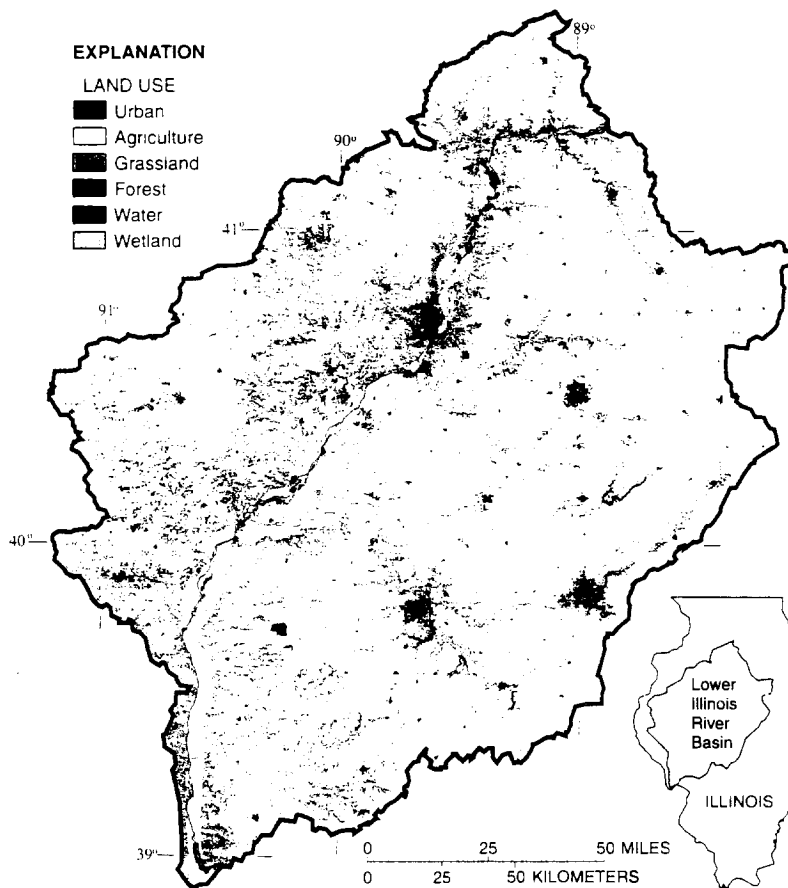 EXPLANATION
LAND USE
Urban
Agriculture
Grassland
Forest
Water
Wetland
89°
90°
41°
91°
40°
39°
Lower
Illinois
River
Basin
ILLINOIS
0 25 50 MILES
0 25 50 KILOMETERS